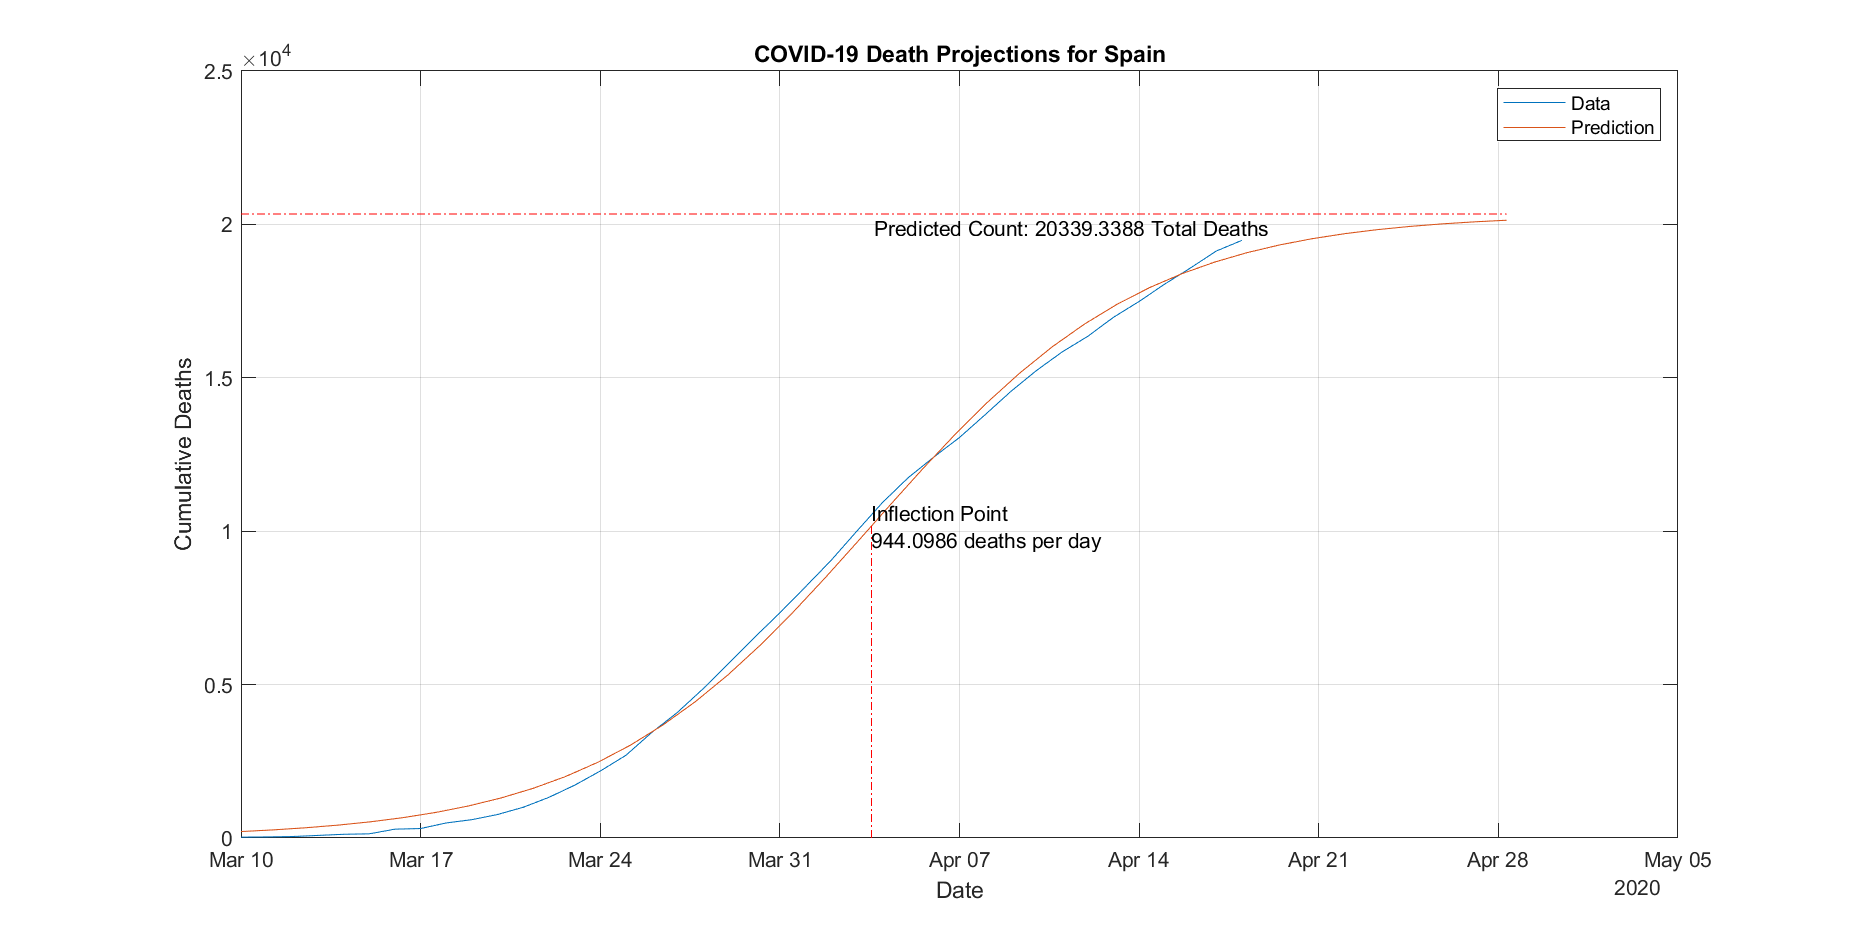 COVID-19 Death Projections for Spain
×10⁴
2.5
2
1.5
1
0.5
0
Cumulative Deaths
Data
Prediction
Predicted Count: 20339.3388 Total Deaths
Inflection Point
944.0986 deaths per day
Mar 10 Mar 17 Mar 24 Mar 31 Apr 07 Apr 14 Apr 21 Apr 28 May 05
2020
Date